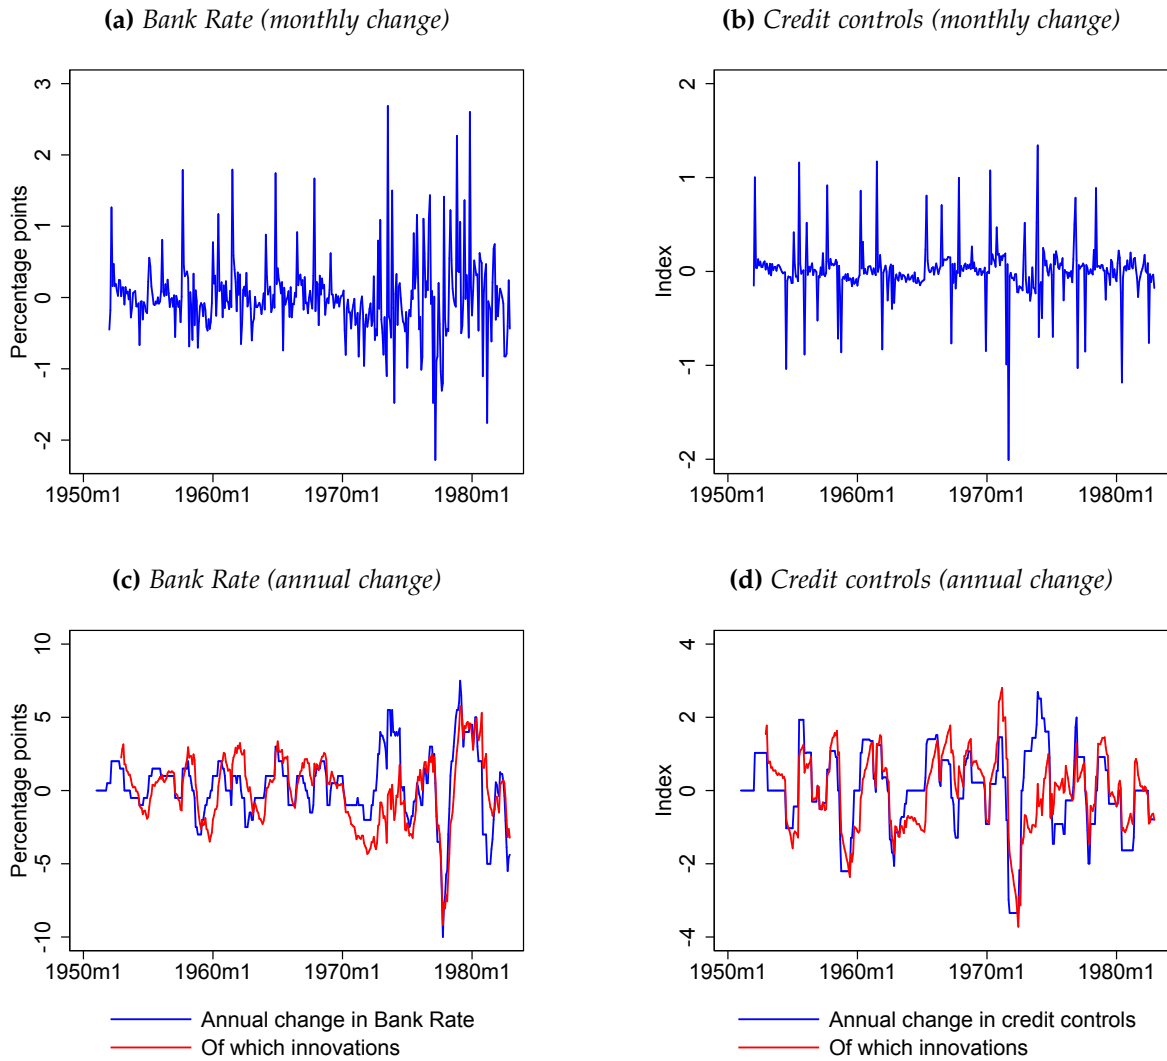 (a) Bank Rate (monthly change)
Percentage points
3
2
1
0
-1
-2
1950m1 1960m1 1970m1 1980m1
(b) Credit controls (monthly change)
Index
2
1
0
-1
-2
1950m1 1960m1 1970m1 1980m1
(c) Bank Rate (annual change)
Percentage points
10
5
0
-5
-10
1950m1 1960m1 1970m1 1980m1
Annual change in Bank Rate
Of which innovations
(d) Credit controls (annual change)
Index
4
2
0
-2
-4
1950m1 1960m1 1970m1 1980m1
Annual change in credit controls
Of which innovations